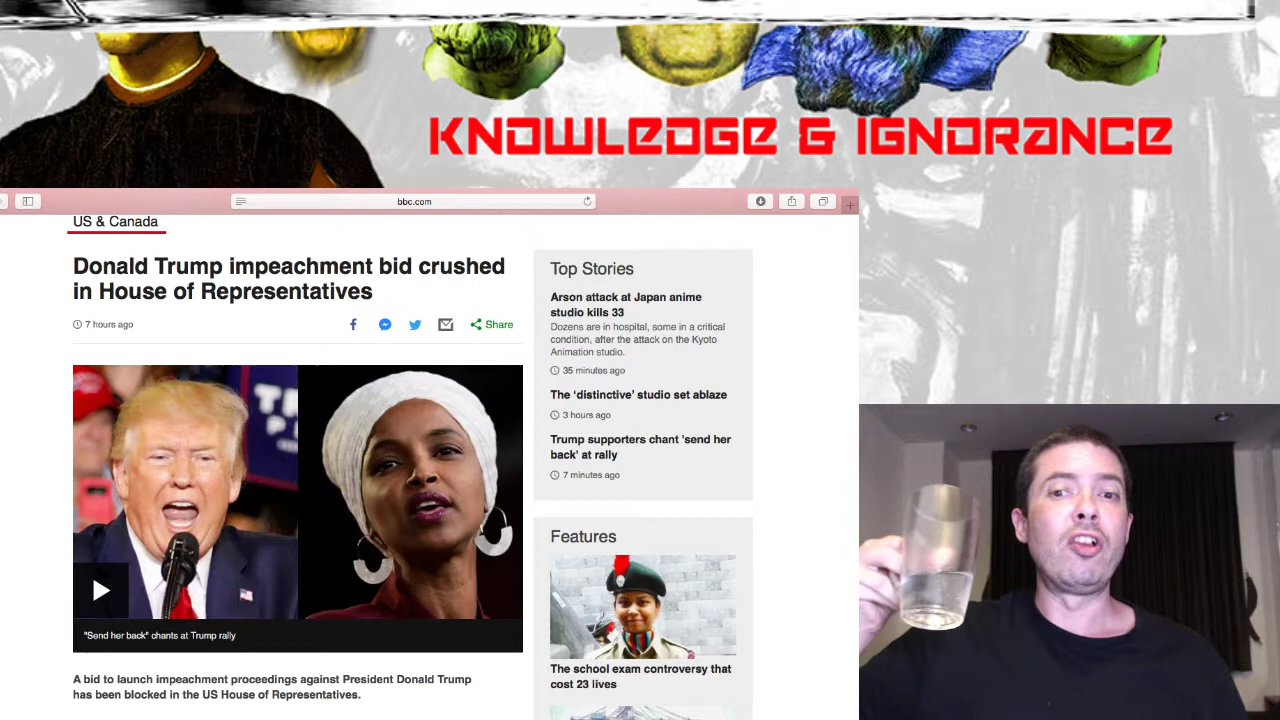 KNOWLEDGE & IGNORANCE
bbc.com
US & Canada
Donald Trump impeachment bid crushed
in House of Representatives
7 hours ago
Share
"Send her back" chants at Trump rally
A bid to launch impeachment proceedings against President Donald Trump
has been blocked in the US House of Representatives.
Top Stories
Arson attack at Japan anime
studio kills 33
Dozens are in hospital, some in a critical
condition, after the attack on the Kyoto
Animation studio.
35 minutes ago
The ‘distinctive’ studio set ablaze
3 hours ago
Trump supporters chant 'send her
back' at rally
7 minutes ago
Features
The school exam controversy that
cost 23 lives